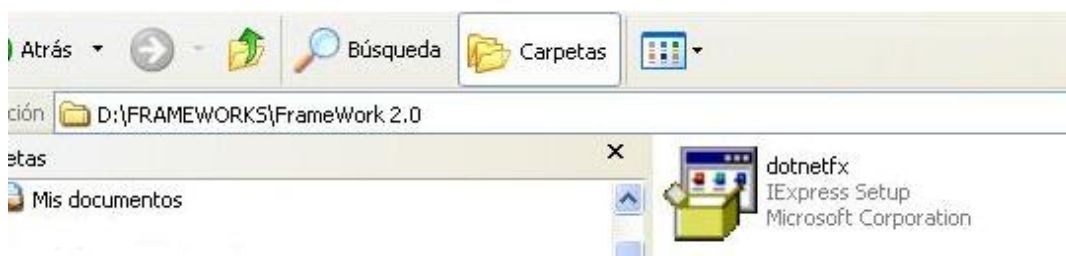 Atrás Búsqueda Carpetas
ción D:\FRAMEWORKS\FrameWork 2.0
etas
Mis documentos
dotnetfx
IExpress Setup
Microsoft Corporation